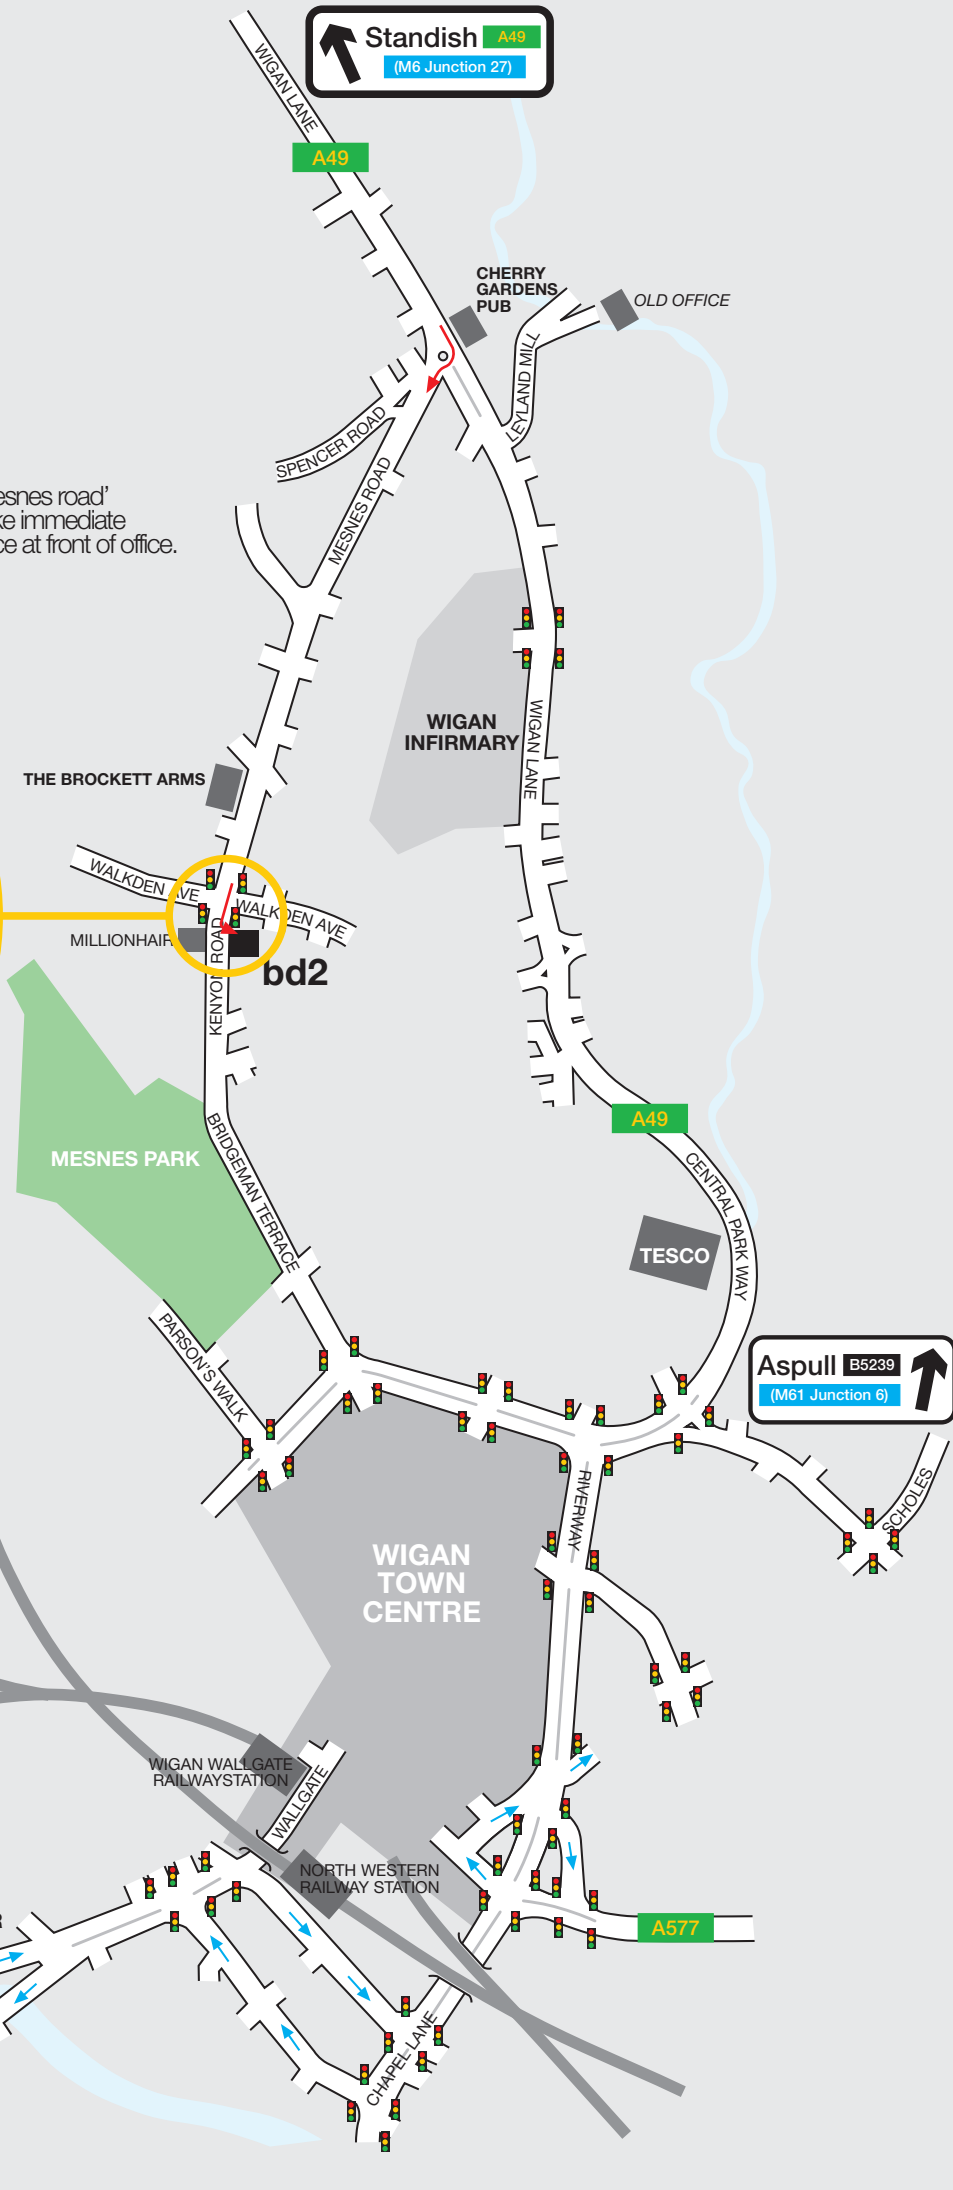 Standish A49
(M6 Junction 27)
WIGAN LANE
A49
CHERRY
GARDENS
PUB
OLD OFFICE
LEYLAND MILL
SPENCER ROAD
MESNES ROAD
esnes road’
ke immediate
ce at front of office.
WIGAN
INFIRMARY
WIGAN LANE
THE BROCKETT ARMS
WALKDEN AVE
WALKDEN AVE
MILLIONHAIR
KENYON ROAD
bd2
MESNES PARK
BRIDGEMAN TERRACE
A49
CENTRAL PARK WAY
TESCO
PARSON'S WALK
Aspull B5239
(M61 Junction 6)
RIVERWAY
SCHOLES
WIGAN
TOWN
CENTRE
WIGAN WALLGATE
RAILWAYSTATION
WALLGATE
NORTH WESTERN
RAILWAY STATION
R
A577
CHAPEL LANE